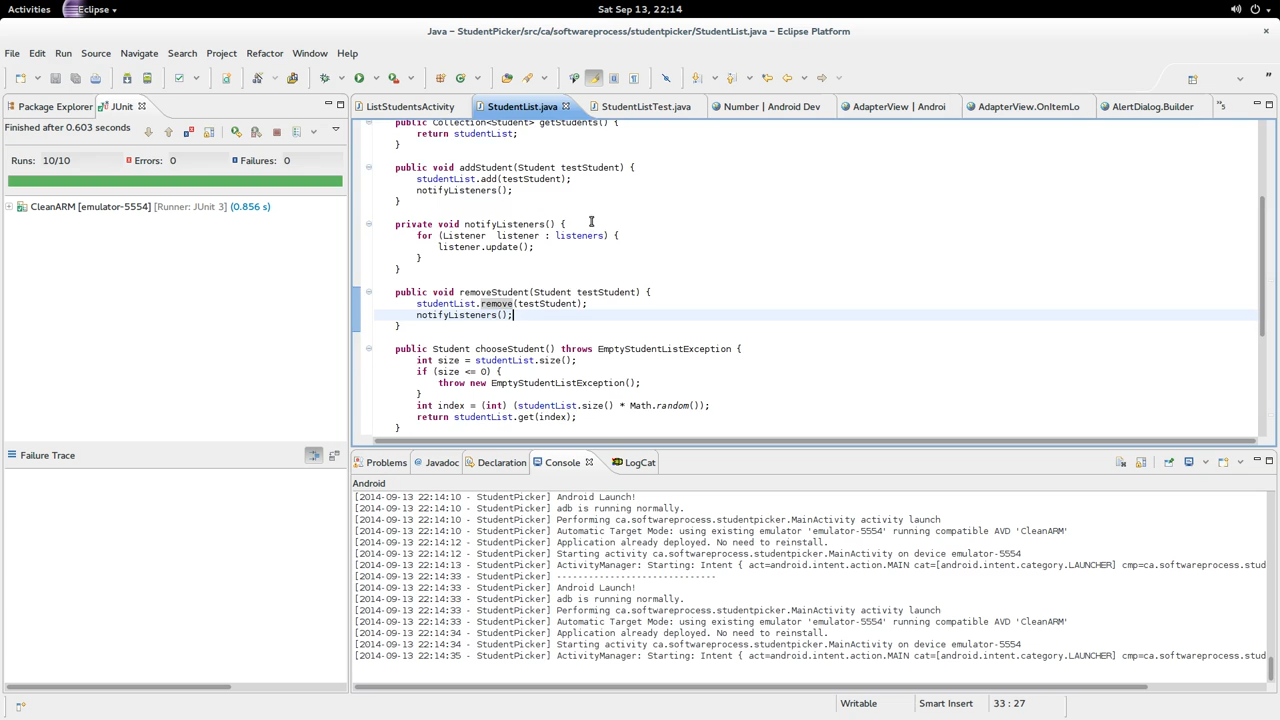 Activities
Eclipse
Sat Sep 13, 22:14
Java – StudentPicker/src/ca/softwareprocess/studentpicker/StudentList.java – Eclipse Platform
File Edit Run Source Navigate Search Project Refactor Window Help
Package Explorer
JUnit
ListStudentsActivity
StudentList.java
StudentListTest.java
Number | Android Dev
AdapterView | Androi
AdapterView.OnItemLo
AlertDialog.Builder
»5
Finished after 0.603 seconds
Runs: 10/10
Errors: 0
Failures: 0
CleanARM [emulator-5554] [Runner: JUnit 3] (0.856 s)
Failure Trace
public Collection<Student> getStudents() {
return studentList;
}
public void addStudent(Student testStudent) {
studentList.add(testStudent);
notifyListeners();
}
private void notifyListeners() {
for (Listener listener : listeners) {
listener.update();
}
}
public void removeStudent(Student testStudent) {
studentList.remove(testStudent);
notifyListeners();
}
public Student chooseStudent() throws EmptyStudentListException {
int size = studentList.size();
if (size <= 0) {
throw new EmptyStudentListException();
}
int index = (int) (studentList.size() * Math.random());
return studentList.get(index);
}
Problems
Javadoc
Declaration
Console
LogCat
Android
[2014-09-13 22:14:10 - StudentPicker] Android Launch!
[2014-09-13 22:14:10 - StudentPicker] adb is running normally.
[2014-09-13 22:14:10 - StudentPicker] Performing ca.softwareprocess.studentpicker.MainActivity activity launch
[2014-09-13 22:14:10 - StudentPicker] Automatic Target Mode: using existing emulator 'emulator-5554' running compatible AVD 'CleanARM'
[2014-09-13 22:14:12 - StudentPicker] Application already deployed. No need to reinstall.
[2014-09-13 22:14:12 - StudentPicker] Starting activity ca.softwareprocess.studentpicker.MainActivity on device emulator-5554
[2014-09-13 22:14:13 - StudentPicker] ActivityManager: Starting: Intent { act=android.intent.action.MAIN cat=[android.intent.category.LAUNCHER] cmp=ca.softwareprocess.stud
[2014-09-13 22:14:33 - StudentPicker] ------------------------------
[2014-09-13 22:14:33 - StudentPicker] Android Launch!
[2014-09-13 22:14:33 - StudentPicker] adb is running normally.
[2014-09-13 22:14:33 - StudentPicker] Performing ca.softwareprocess.studentpicker.MainActivity activity launch
[2014-09-13 22:14:33 - StudentPicker] Automatic Target Mode: using existing emulator 'emulator-5554' running compatible AVD 'CleanARM'
[2014-09-13 22:14:34 - StudentPicker] Application already deployed. No need to reinstall.
[2014-09-13 22:14:34 - StudentPicker] Starting activity ca.softwareprocess.studentpicker.MainActivity on device emulator-5554
[2014-09-13 22:14:35 - StudentPicker] ActivityManager: Starting: Intent { act=android.intent.action.MAIN cat=[android.intent.category.LAUNCHER] cmp=ca.softwareprocess.stud
Writable
Smart Insert
33 : 27